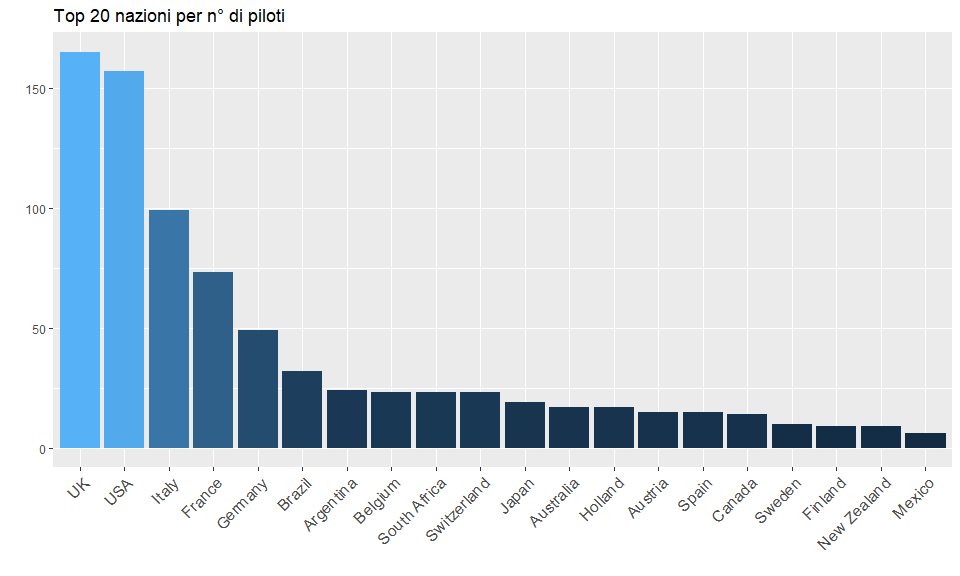 Top 20 nazioni per n° di piloti
150
100
50
0
UK
USA
Italy
France
Germany
Brazil
Argentina
Belgium
South Africa
Switzerland
Japan
Australia
Holland
Austria
Spain
Canada
Sweden
Finland
New Zealand
Mexico